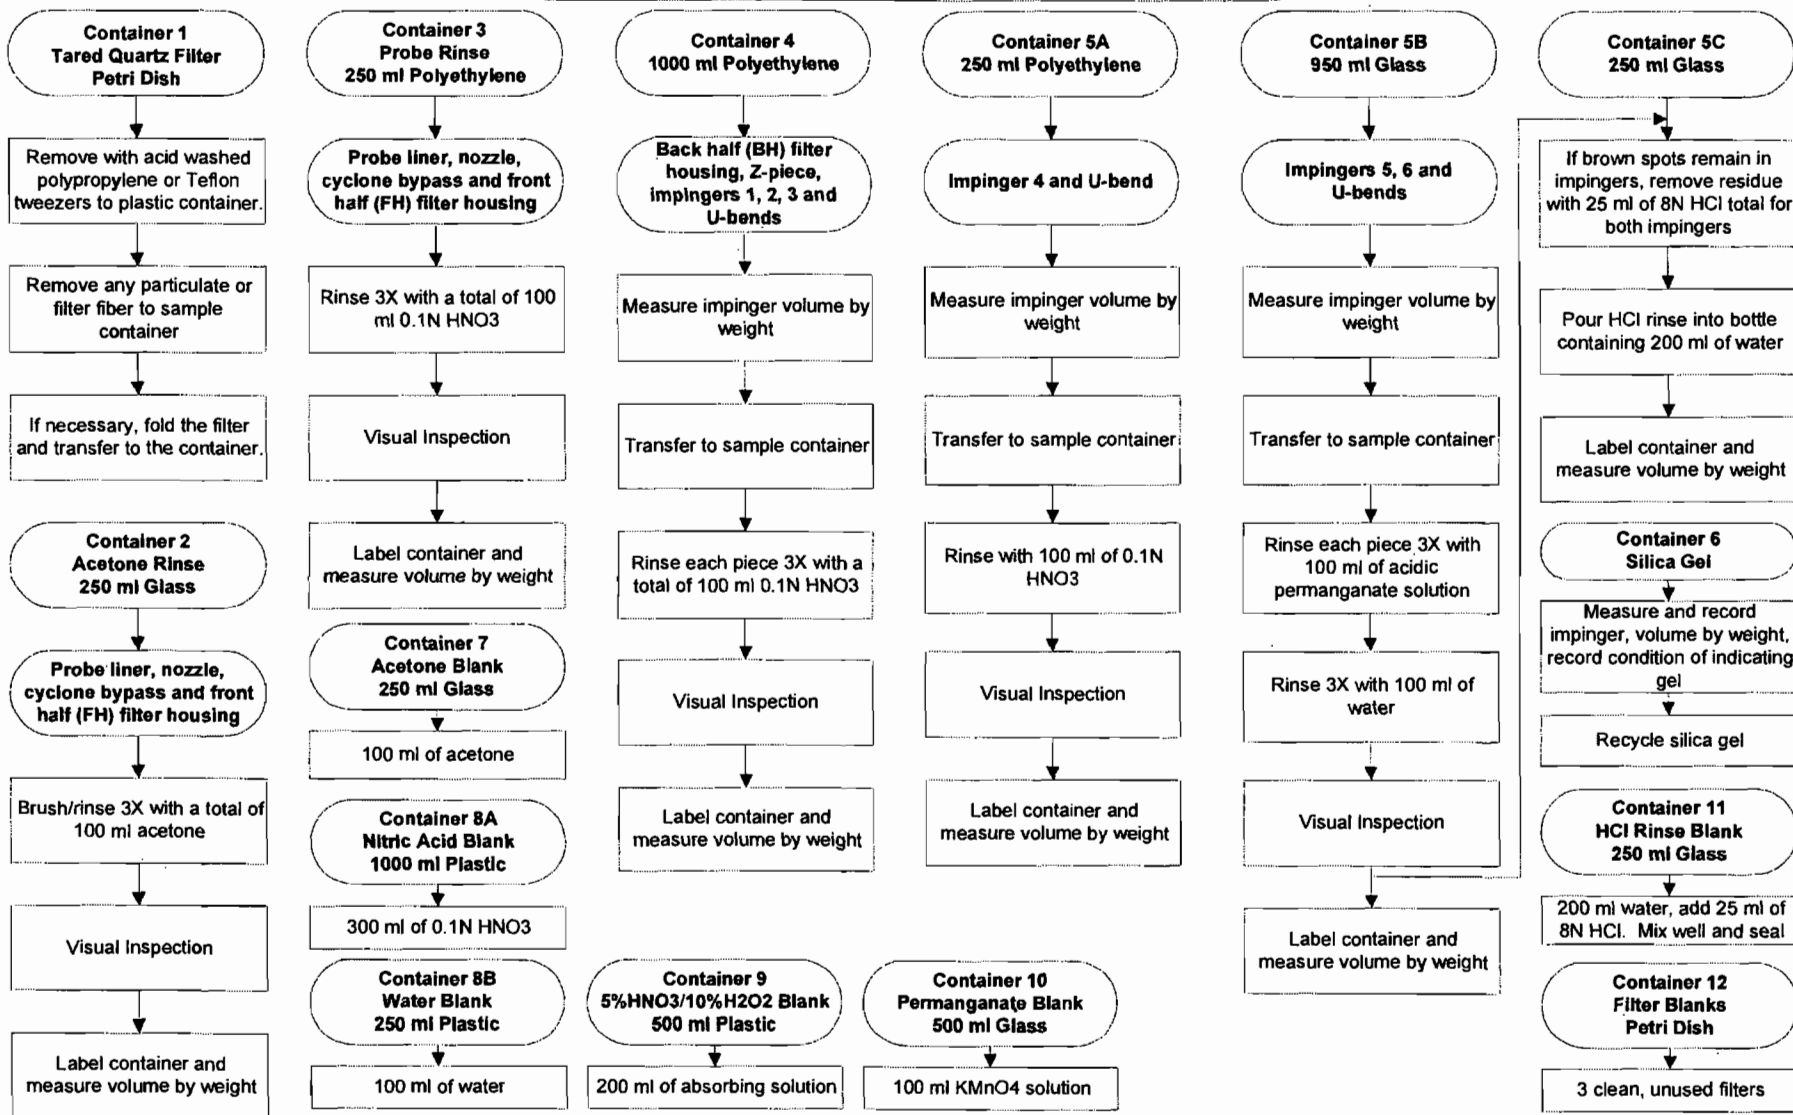 Container 1
Tared Quartz Filter
Petri Dish
Remove with acid washed
polypropylene or Teflon
tweezers to plastic container.
Remove any particulate or
filter fiber to sample
container
If necessary, fold the filter
and transfer to the container.
Container 2
Acetone Rinse
250 ml Glass
Probe liner, nozzle,
cyclone bypass and front
half (FH) filter housing
Brush/rinse 3X with a total of
100 ml acetone
Visual Inspection
Label container and
measure volume by weight
Container 3
Probe Rinse
250 ml Polyethylene
Probe liner, nozzle,
cyclone bypass and front
half (FH) filter housing
Rinse 3X with a total of 100
ml 0.1N HNO3
Visual Inspection
Label container and
measure volume by weight
Container 7
Acetone Blank
250 ml Glass
100 ml of acetone
Container 8A
Nitric Acid Blank
1000 ml Plastic
300 ml of 0.1N HNO3
Container 8B
Water Blank
250 ml Plastic
100 ml of water
Container 4
1000 ml Polyethylene
Back half (BH) filter
housing, Z-piece,
impingers 1, 2, 3 and
U-bends
Measure impinger volume by
weight
Transfer to sample container
Rinse each piece 3X with a
total of 100 ml 0.1N HNO3
Visual Inspection
Label container and
measure volume by weight
Container 9
5%HNO3/10%H2O2 Blank
500 ml Plastic
200 ml of absorbing solution
Container 5A
250 ml Polyethylene
Impinger 4 and U-bend
Measure impinger volume by
weight
Transfer to sample container
Rinse with 100 ml of 0.1N
HNO3
Visual Inspection
Label container and
measure volume by weight
Container 10
Permanganate Blank
500 ml Glass
100 ml KMnO4 solution
Container 5B
950 ml Glass
Impingers 5, 6 and
U-bends
Measure impinger volume by
weight
Transfer to sample container
Rinse each piece 3X with
100 ml of acidic
permanganate solution
Rinse 3X with 100 ml of
water
Visual Inspection
Label container and
measure volume by weight
Container 5C
250 ml Glass
If brown spots remain in
impingers, remove residue
with 25 ml of 8N HCl total for
both impingers
Pour HCl rinse into bottle
containing 200 ml of water
Label container and
measure volume by weight
Container 6
Silica Gel
Measure and record
impinger, volume by weight,
record condition of indicating
gel
Recycle silica gel
Container 11
HCl Rinse Blank
250 ml Glass
200 ml water, add 25 ml of
8N HCl. Mix well and seal
Container 12
Filter Blanks
Petri Dish
3 clean, unused filters